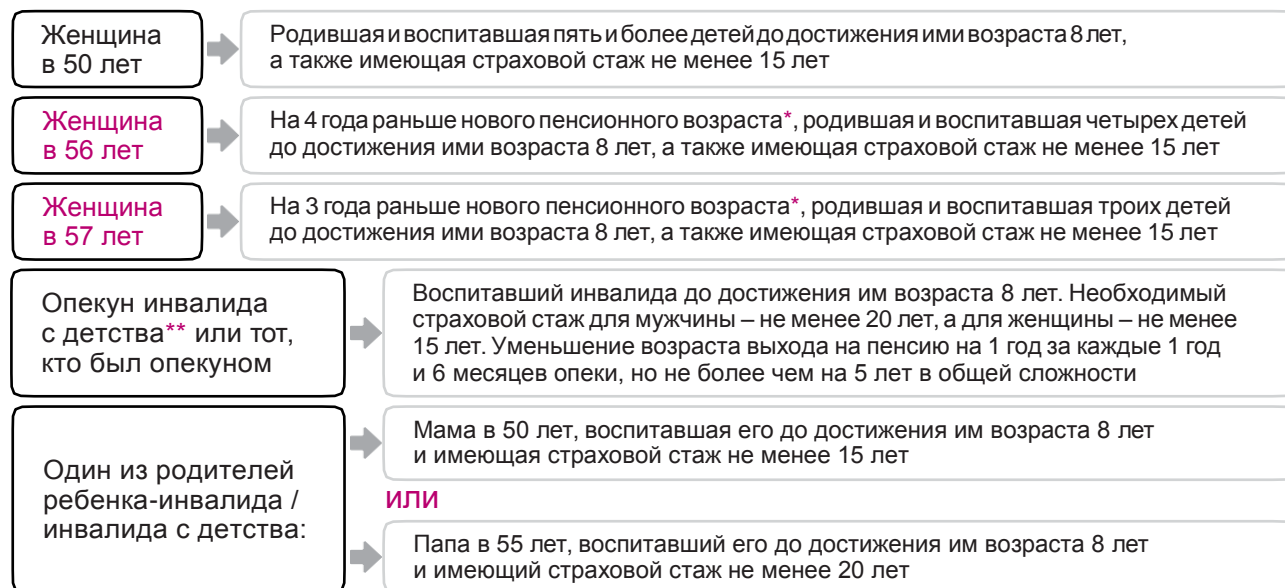 Женщина
в 50 лет
Родившая и воспитавшая пять и более детей до достижения ими возраста 8 лет,
а также имеющая страховой стаж не менее 15 лет
Женщина
в 56 лет
На 4 года раньше нового пенсионного возраста*, родившая и воспитавшая четырех детей
до достижения ими возраста 8 лет, а также имеющая страховой стаж не менее 15 лет
Женщина
в 57 лет
На 3 года раньше нового пенсионного возраста*, родившая и воспитавшая троих детей
до достижения ими возраста 8 лет, а также имеющая страховой стаж не менее 15 лет
Опекун инвалида
с детства** или тот,
кто был опекуном
Воспитавший инвалида до достижения им возраста 8 лет. Необходимый
страховой стаж для мужчины – не менее 20 лет, а для женщины – не менее
15 лет. Уменьшение возраста выхода на пенсию на 1 год за каждые 1 год
и 6 месяцев опеки, но не более чем на 5 лет в общей сложности
Один из родителей
ребенка-инвалида /
инвалида с детства:
Мама в 50 лет, воспитавшая его до достижения им возраста 8 лет
и имеющая страховой стаж не менее 15 лет
или
Папа в 55 лет, воспитавший его до достижения им возраста 8 лет
и имеющий страховой стаж не менее 20 лет